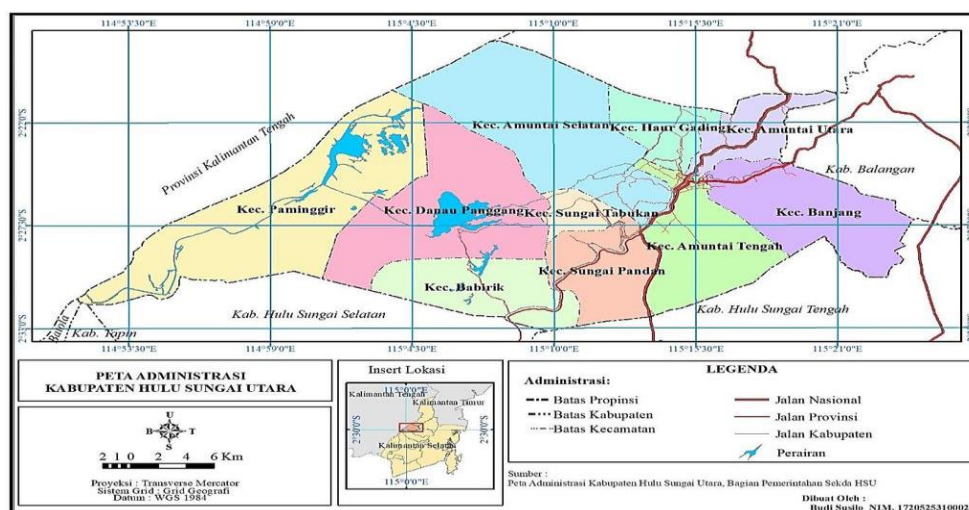 114°53'20"E
114°59'0"E
115°4'40"E
115°10'0"E
115°15'30"E
115°21'0"E
2°22'0"S
Provinsi Kalimantan Tengah
Kec. Amuntai Selatan
Kec. Haur Gading
Kec. Amuntai Utara
Kab. Balangan
Kec. Paminggir
Kec. Danau Panggang
Kec. Sungai Tabukan
Kec. Banjang
Kec. Amuntai Tengah
Kec. Sungai Pandan
Kec. Babirik
Kab. Hulu Sungai Selatan
Kab. Hulu Sungai Tengah
Kab. Tapin
114°53'30"E
114°59'0"E
115°4'30"E
115°10'0"E
115°15'30"E
115°21'0"E
PETA ADMINISTRASI
KABUPATEN HULU SUNGAI UTARA
U
B T
S
2 1 0 2 4 6 Km
Proyeksi : Transverse Mercator
Sistem Grid : Grid Geografi
Datum : WGS 1984
Insert Lokasi
115°0'0"E
Kalimantan Tengah
Kalimantan Timur
2°30'0"S
2°30'0"S
Kalimantan Selatan
115°0'0"E
LEGENDA
Administrasi:
Batas Propinsi
Batas Kabupaten
Batas Kecamatan
Jalan Nasional
Jalan Provinsi
Jalan Kabupaten
Perairan
Sumber :
Peta Administrasi Kabupaten Hulu Sungai Utara, Bagian Pemerintahan Sekda HSU
Dibuat Oleh :
Budi Susilo NIM. 1720525310002